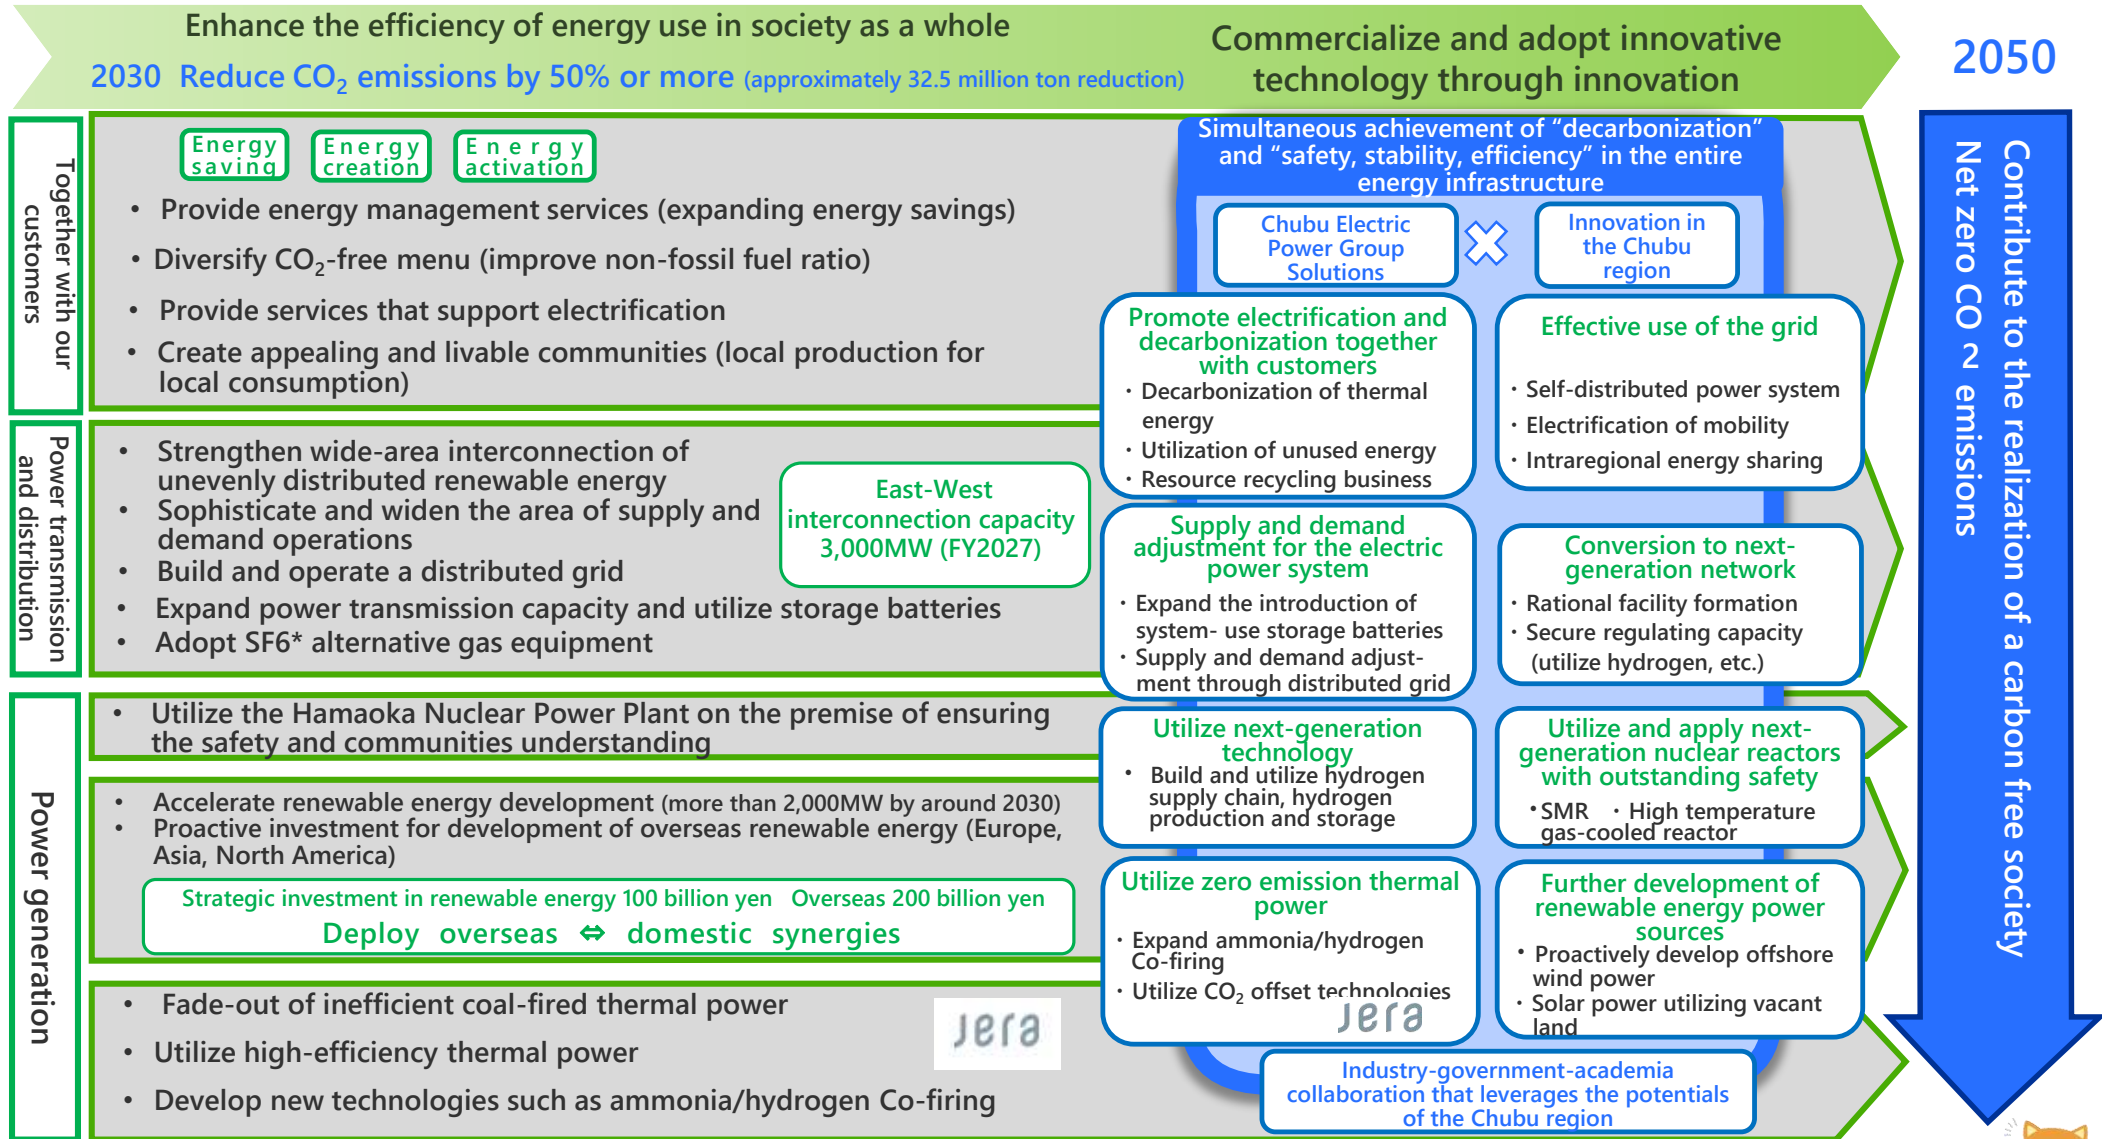 Enhance the efficiency of energy use in society as a whole
2030 Reduce CO₂ emissions by 50% or more (approximately 32.5 million ton reduction)
Commercialize and adopt innovative
technology through innovation
2050
Together with our
customers
Energy
saving
Energy
creation
Energy
activation
• Provide energy management services (expanding energy savings)
• Diversify CO₂-free menu (improve non-fossil fuel ratio)
• Provide services that support electrification
• Create appealing and livable communities (local production for
local consumption)
Power transmission
and distribution
• Strengthen wide-area interconnection of
unevenly distributed renewable energy
• Sophisticate and widen the area of supply and
demand operations
• Build and operate a distributed grid
• Expand power transmission capacity and utilize storage batteries
• Adopt SF6* alternative gas equipment
East-West
interconnection capacity
3,000MW (FY2027)
Power generation
• Utilize the Hamaoka Nuclear Power Plant on the premise of ensuring
the safety and communities understanding
• Accelerate renewable energy development (more than 2,000MW by around 2030)
• Proactive investment for development of overseas renewable energy (Europe,
Asia, North America)
Strategic investment in renewable energy 100 billion yen Overseas 200 billion yen
Deploy overseas ⇔ domestic synergies
• Fade-out of inefficient coal-fired thermal power
• Utilize high-efficiency thermal power
• Develop new technologies such as ammonia/hydrogen Co-firing
Jera
Simultaneous achievement of "decarbonization"
and "safety, stability, efficiency" in the entire
energy infrastructure
Chubu Electric
Power Group
Solutions
Innovation in
the Chubu
region
Promote electrification and
decarbonization together
with customers
・Decarbonization of thermal
energy
・Utilization of unused energy
・Resource recycling business
Effective use of the grid
・Self-distributed power system
・Electrification of mobility
・Intraregional energy sharing
Supply and demand
adjustment for the electric
power system
・Expand the introduction of
system- use storage batteries
・Supply and demand adjust-
ment through distributed grid
Conversion to next-
generation network
・Rational facility formation
・Secure regulating capacity
(utilize hydrogen, etc.)
Utilize next-generation
technology
• Build and utilize hydrogen
supply chain, hydrogen
production and storage
Utilize and apply next-
generation nuclear reactors
with outstanding safety
・SMR ・High temperature
gas-cooled reactor
Utilize zero emission thermal
power
・Expand ammonia/hydrogen
Co-firing
・Utilize CO₂ offset technologies
Jera
Further development of
renewable energy power
sources
• Proactively develop offshore
wind power
・Solar power utilizing vacant
land
Industry-government-academia
collaboration that leverages the potentials
of the Chubu region
Contribute to the realization of a carbon free society
Net zero CO 2 emissions